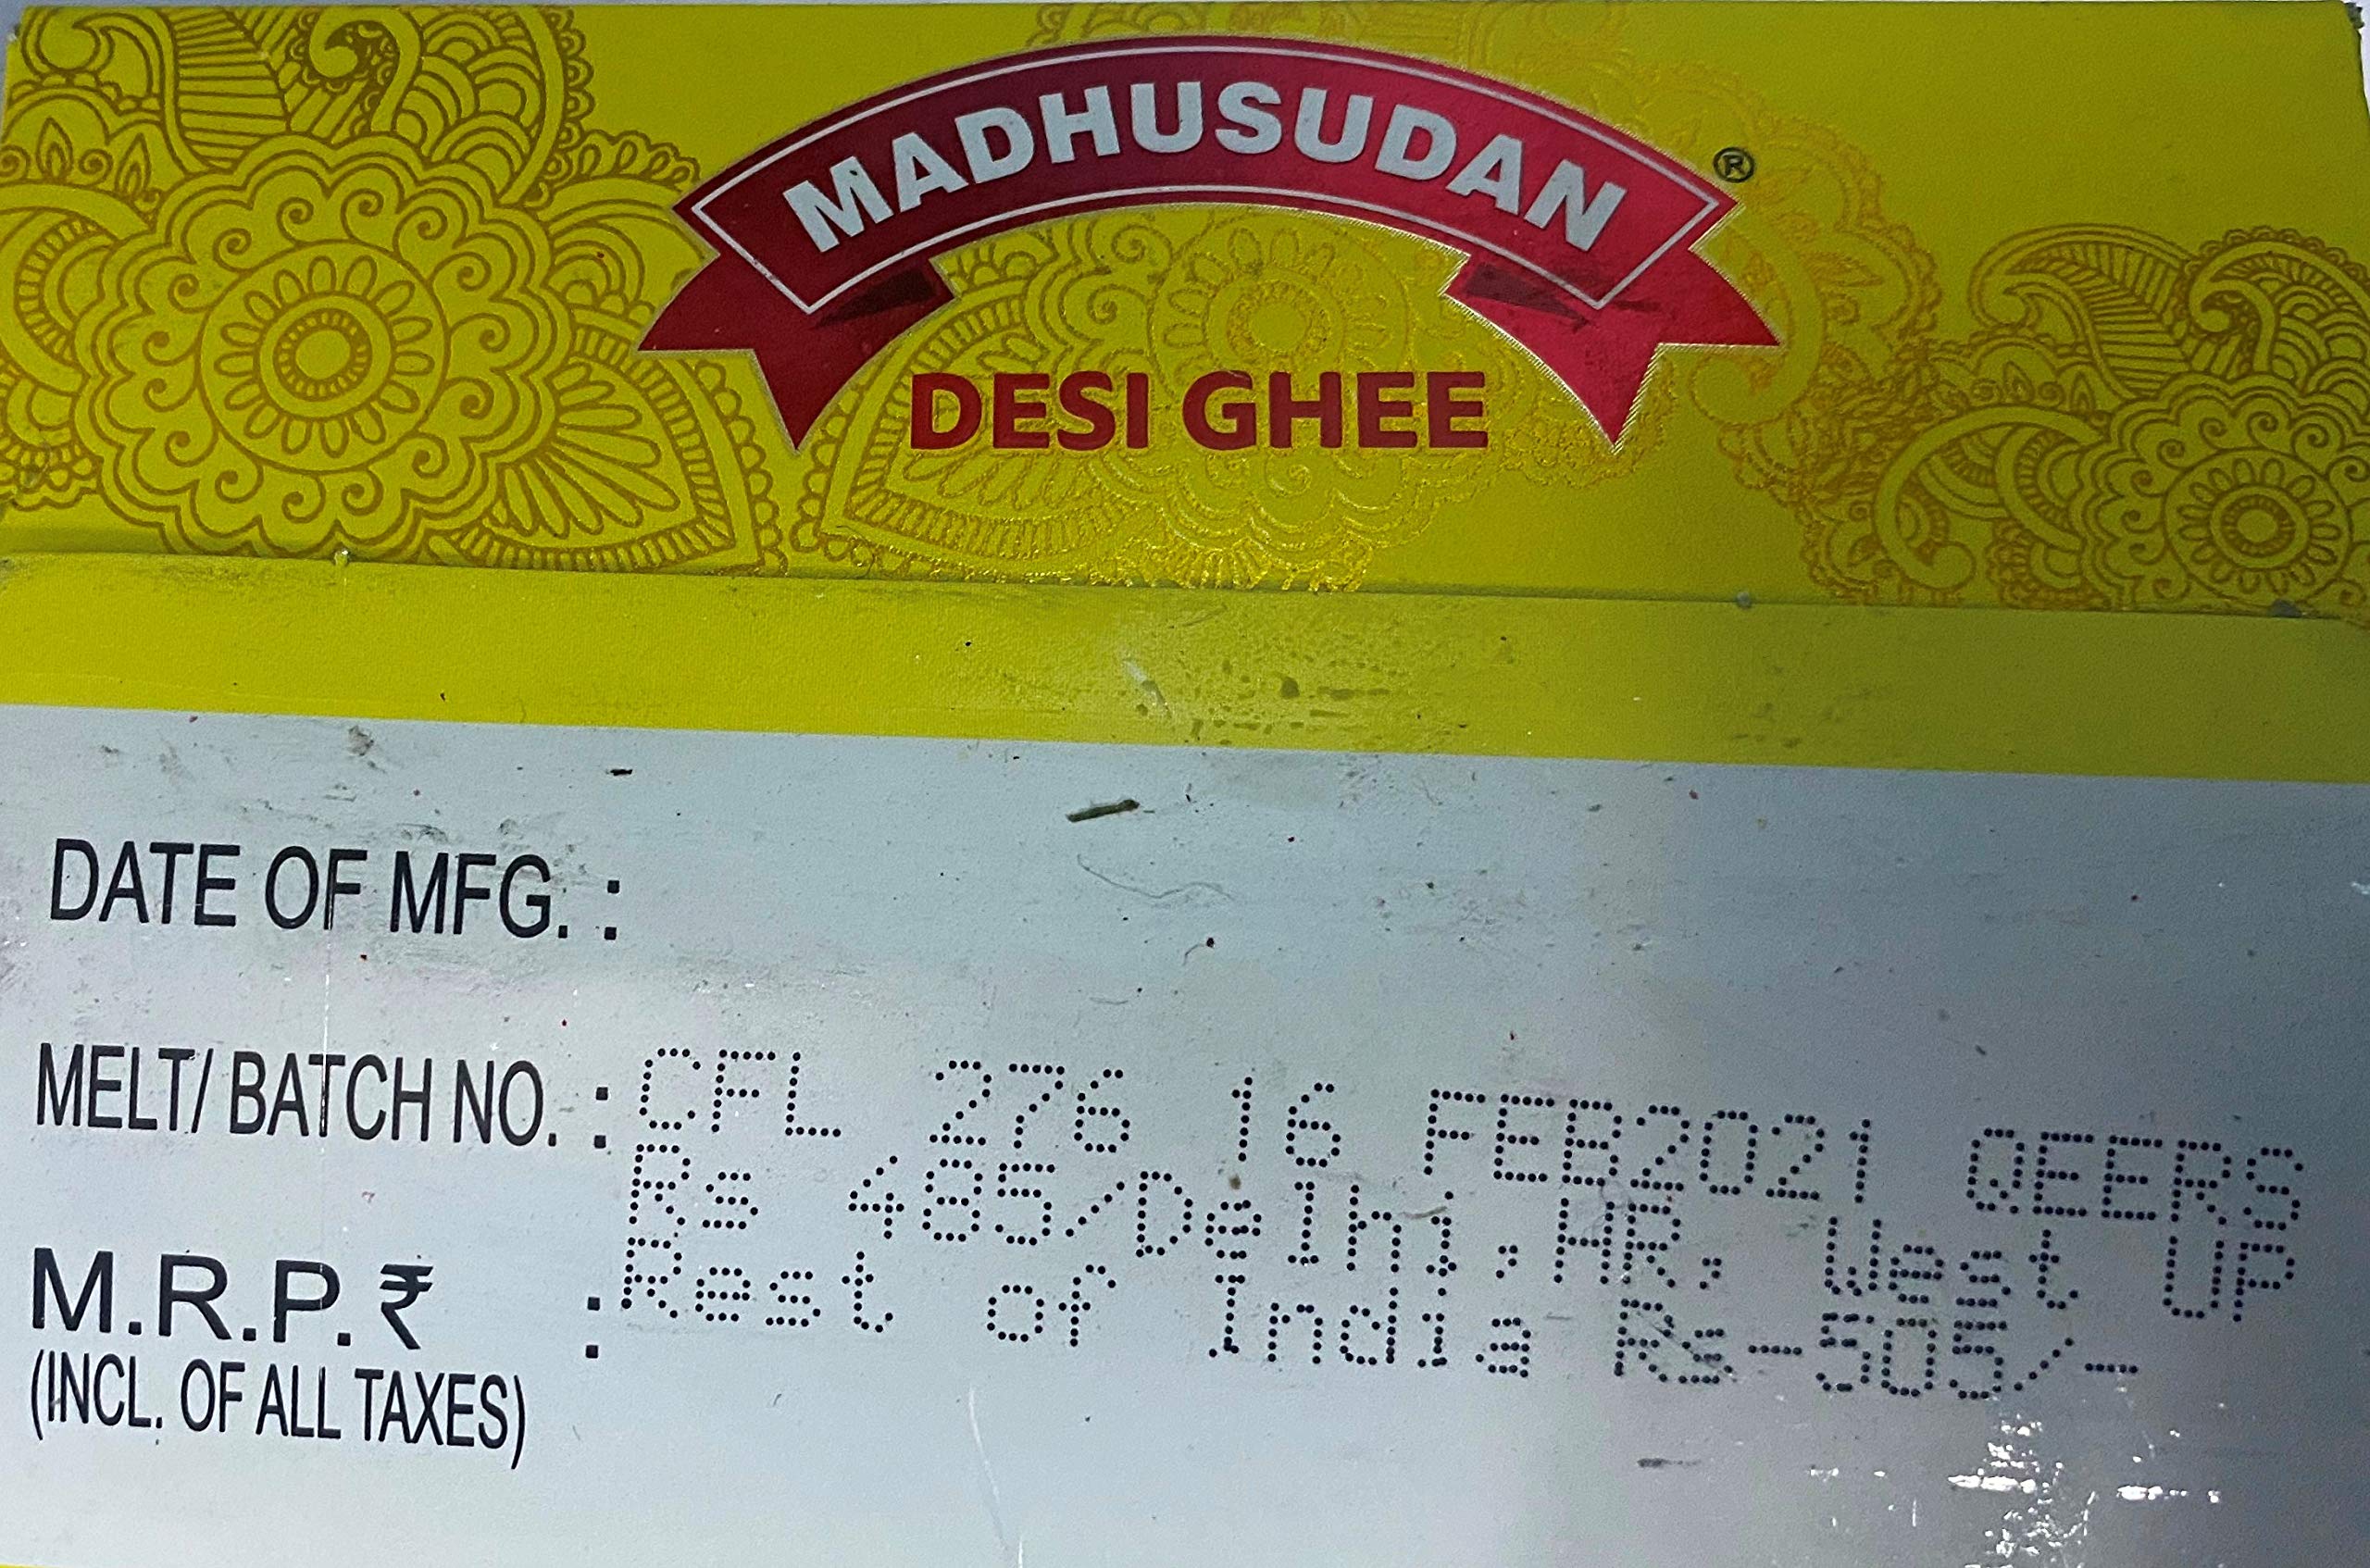 MADHUSUDAN ®
DESI GHEE
DATE OF MFG. :
MELT/ BATCH NO. : CFL 276 16 FEB2021 QEERS
Rs 485/Delhi,HR, West UP
M.R.P.₹ : Rest of India Rs-505/-
(INCL. OF ALL TAXES)